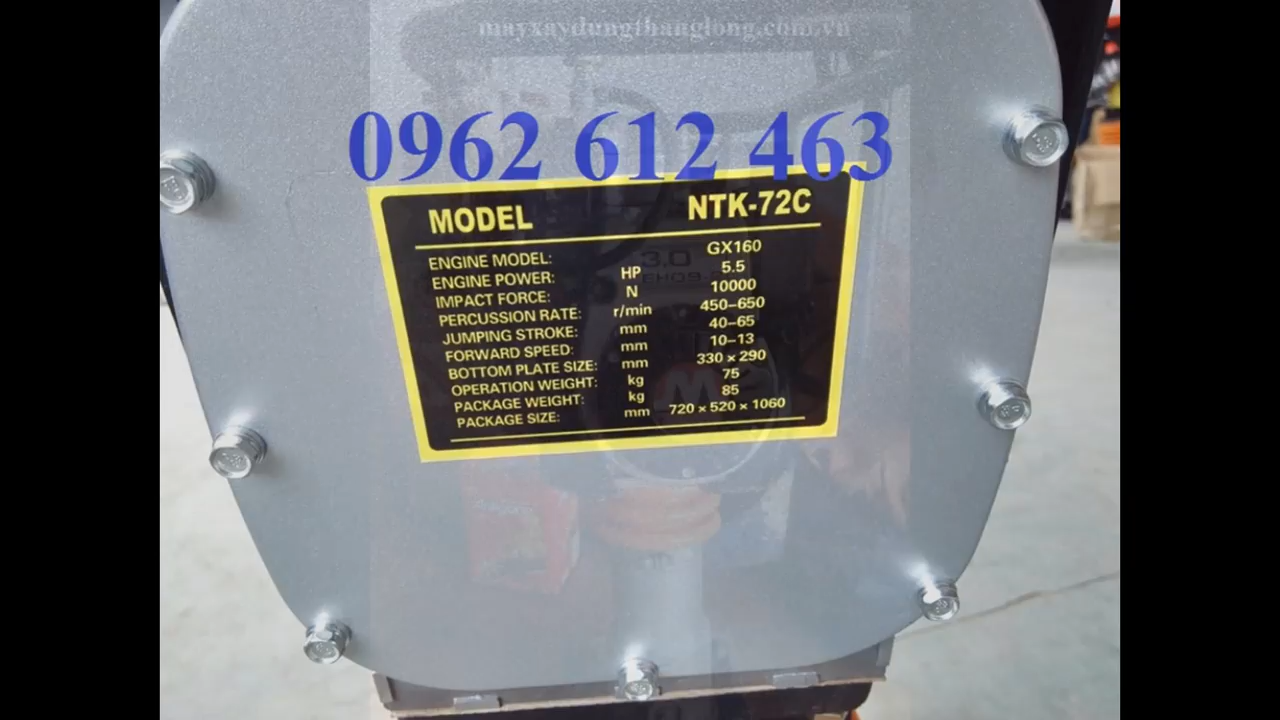 mayxaydungthanglong.com.vn
0962 612 463
MODEL NTK-72C
ENGINE MODEL: GX160
ENGINE POWER: HP 5.5
IMPACT FORCE: N 10000
PERCUSSION RATE: r/min 450-650
JUMPING STROKE: mm 40-65
FORWARD SPEED: mm 10-13
BOTTOM PLATE SIZE: mm 330 × 290
OPERATION WEIGHT: kg 75
PACKAGE WEIGHT: kg 85
PACKAGE SIZE: mm 720 × 520 × 1060
3.0